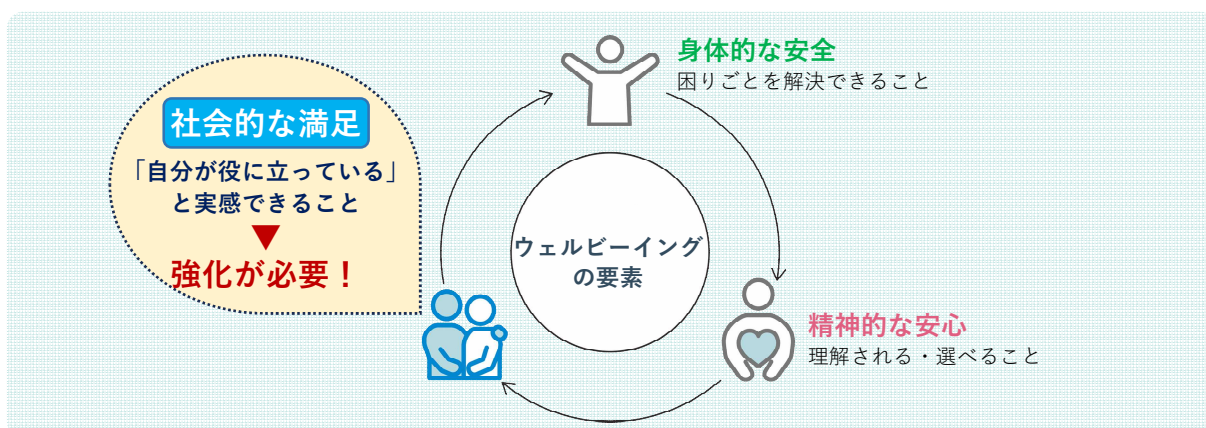 身体的な安全
困りごとを解決できること
社会的な満足
「自分が役に立っている」
と実感できること
強化が必要！
ウェルビーイング
の要素
精神的な安心
理解される・選べること